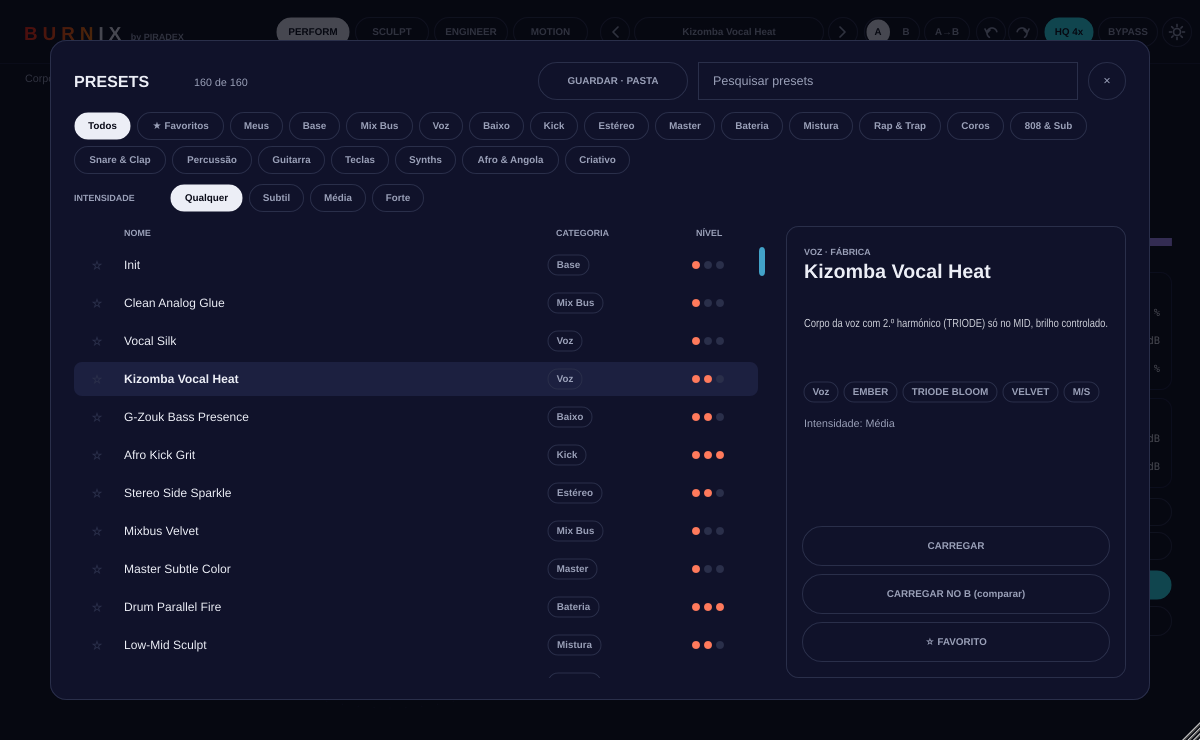 BURNIX by PIRADEX PERFORM SCULPT ENGINEER MOTION Kizomba Vocal Heat A B A→B HQ 4x BYPASS
PRESETS 160 de 160 GUARDAR · PASTA Pesquisar presets ×
Todos ★ Favoritos Meus Base Mix Bus Voz Baixo Kick Estéreo Master Bateria Mistura Rap & Trap Coros 808 & Sub
Snare & Clap Percussão Guitarra Teclas Synths Afro & Angola Criativo
INTENSIDADE Qualquer Subtil Média Forte
NOME CATEGORIA NÍVEL
☆ Init Base
☆ Clean Analog Glue Mix Bus
☆ Vocal Silk Voz
☆ Kizomba Vocal Heat Voz
☆ G-Zouk Bass Presence Baixo
☆ Afro Kick Grit Kick
☆ Stereo Side Sparkle Estéreo
☆ Mixbus Velvet Mix Bus
☆ Master Subtle Color Master
☆ Drum Parallel Fire Bateria
☆ Low-Mid Sculpt Mistura
VOZ · FÁBRICA
Kizomba Vocal Heat
Corpo da voz com 2.º harmónico (TRIODE) só no MID, brilho controlado.
Voz EMBER TRIODE BLOOM VELVET M/S
Intensidade: Média
CARREGAR
CARREGAR NO B (comparar)
☆ FAVORITO
%
dB
%
dB
dB